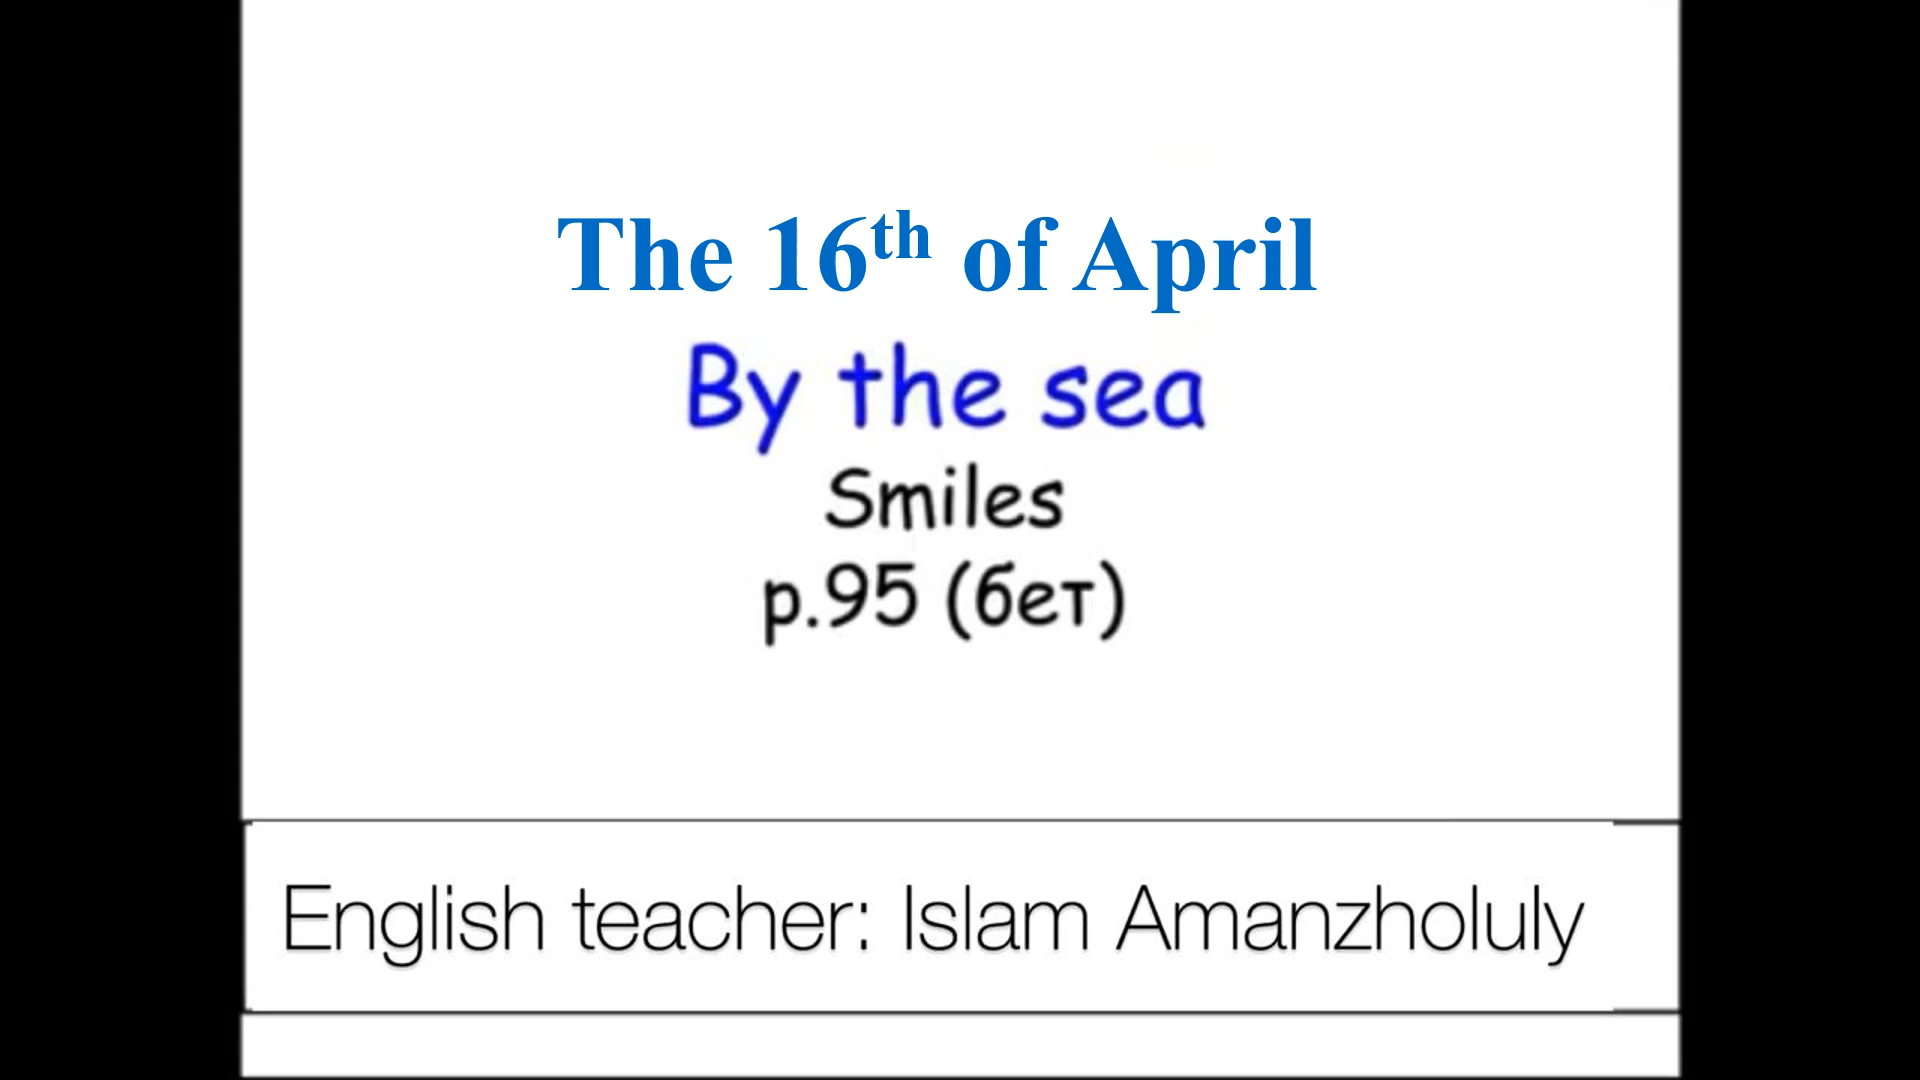 The 16th of April
By the sea
Smiles
p.95 (бет)
English teacher: Islam Amanzholuly